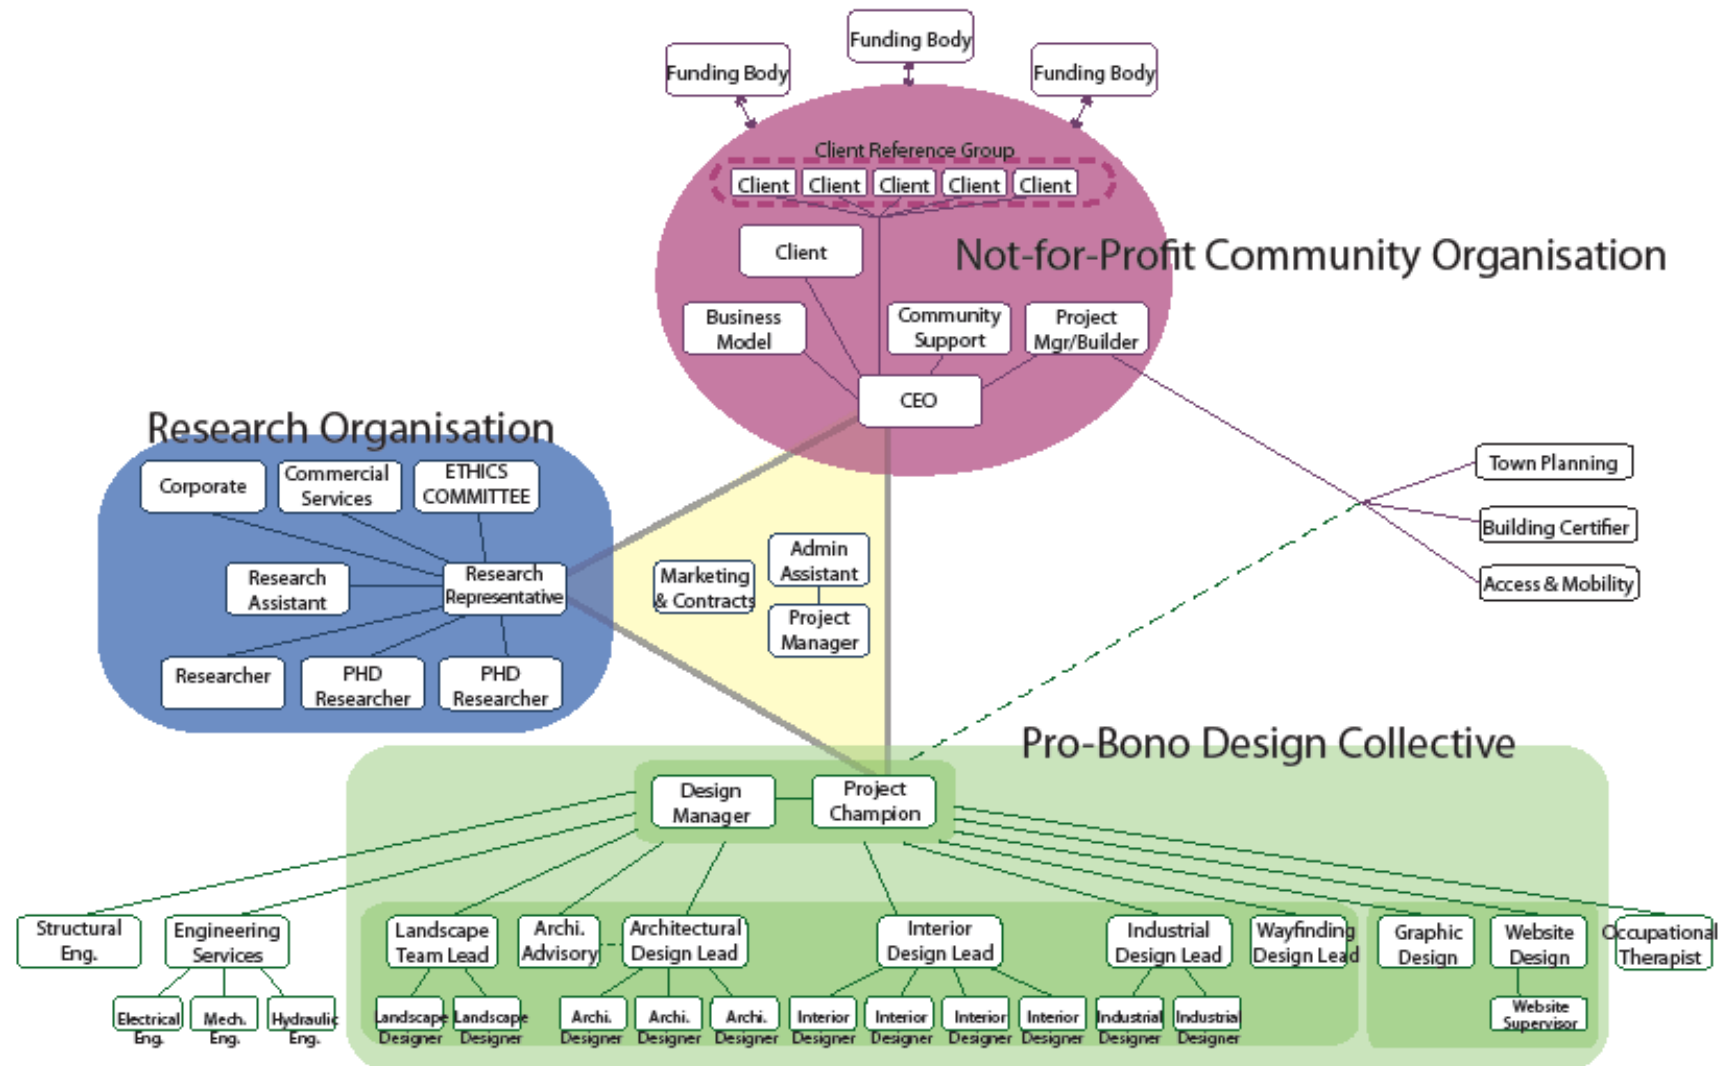 Funding Body
Funding Body
Funding Body
Client Reference Group
Client
Client
Client
Client
Client
Client
Not-for-Profit Community Organisation
Business
Model
Community
Support
Project
Mgr/Builder
CEO
Research Organisation
Corporate
Commercial
Services
ETHICS
COMMITTEE
Research
Assistant
Research
Representative
Researcher
PHD
Researcher
PHD
Researcher
Marketing
& Contracts
Admin
Assistant
Project
Manager
Town Planning
Building Certifier
Access & Mobility
Pro-Bono Design Collective
Design
Manager
Project
Champion
Structural
Eng.
Engineering
Services
Landscape
Team Lead
Archi.
Advisory
Architectural
Design Lead
Interior
Design Lead
Industrial
Design Lead
Wayfinding
Design Lead
Graphic
Design
Website
Design
Occupational
Therapist
Electrical
Eng.
Mech.
Eng.
Hydraulic
Eng.
Landscape
Designer
Landscape
Designer
Archi.
Designer
Archi.
Designer
Archi.
Designer
Interior
Designer
Interior
Designer
Interior
Designer
Interior
Designer
Industrial
Designer
Industrial
Designer
Website
Supervisor